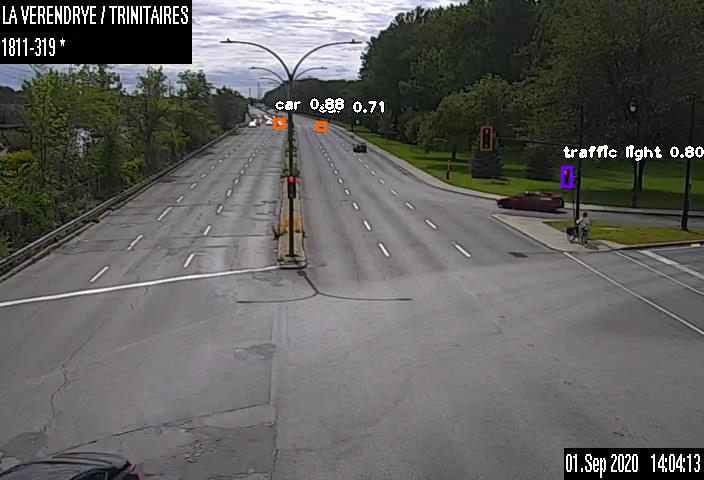 LA VERENDRYE / TRINITAIRES
1811-319 *
car 0.88 0.71
traffic light 0.80
01.Sep 2020 14:04:13